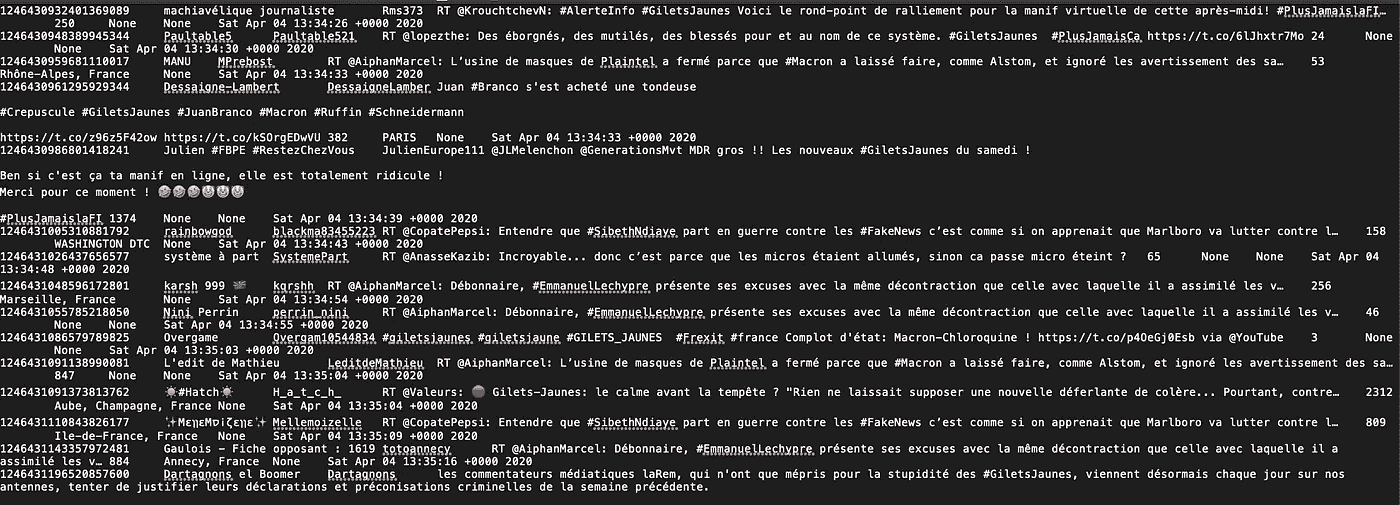 1246430932401369089 machiavélique journaliste Rms373 RT @KrouchtchevN: #AlerteInfo #GiletsJaunes Voici le rond-point de ralliement pour la manif virtuelle de cette après-midi! #PlusJamaislaFI…
250 None None Sat Apr 04 13:34:26 +0000 2020
1246430948389945344 Paultable5 Paultable521 RT @lopezthe: Des éborgnés, des mutilés, des blessés pour et au nom de ce système. #GiletsJaunes #PlusJamaisCa https://t.co/6lJhxtr7Mo 24 None
None Sat Apr 04 13:34:30 +0000 2020
1246430959681110017 MANU MPrebost RT @AiphanMarcel: L’usine de masques de Plaintel a fermé parce que #Macron a laissé faire, comme Alstom, et ignoré les avertissement des sa… 53
Rhône-Alpes, France None Sat Apr 04 13:34:33 +0000 2020
1246430961295929344 Dessaigne-Lambert DessaigneLamber Juan #Branco s'est acheté une tondeuse
#Crepuscule #GiletsJaunes #JuanBranco #Macron #Ruffin #Schneidermann
https://t.co/z96z5F42ow https://t.co/kSOrgEDwVU 382 PARIS None Sat Apr 04 13:34:33 +0000 2020
1246430986801418241 Julien #FBPE #RestezChezVous JulienEurope111 @JLMelenchon @GenerationsMvt MDR gros !! Les nouveaux #GiletsJaunes du samedi !
Ben si c'est ça ta manif en ligne, elle est totalement ridicule !
Merci pour ce moment ! 🤣🤣🤣😂😂😂
#PlusJamaislaFI 1374 None None Sat Apr 04 13:34:39 +0000 2020
1246431005310881792 rainbowgod blackma83455223 RT @CopatePepsi: Entendre que #SibethNdiaye part en guerre contre les #FakeNews c’est comme si on apprenait que Marlboro va lutter contre l… 158
WASHINGTON DTC None Sat Apr 04 13:34:43 +0000 2020
1246431026437656577 système à part SystemePart RT @AnasseKazib: Incroyable... donc c’est parce que les micros étaient allumés, sinon ca passe micro éteint ? 65 None None Sat Apr 04
13:34:48 +0000 2020
1246431048596172801 karsh 999 kqrshh RT @AiphanMarcel: Débonnaire, #EmmanuelLechypre présente ses excuses avec la même décontraction que celle avec laquelle il a assimilé les v… 256
Marseille, France None Sat Apr 04 13:34:54 +0000 2020
1246431055785218050 Nini Perrin perrin_nini RT @AiphanMarcel: Débonnaire, #EmmanuelLechypre présente ses excuses avec la même décontraction que celle avec laquelle il a assimilé les v… 46
None None Sat Apr 04 13:34:55 +0000 2020
1246431086579789825 Overgame Overgam10544834 #giletsjaunes #giletsjaune #GILETS_JAUNES #Frexit #france Complot d'état: Macron-Chloroquine ! https://t.co/p4OeGj0Esb via @YouTube 3 None
None Sat Apr 04 13:35:03 +0000 2020
1246431091138990081 L'edit de Mathieu LeditdeMathieu RT @AiphanMarcel: L’usine de masques de Plaintel a fermé parce que #Macron a laissé faire, comme Alstom, et ignoré les avertissement des sa…
847 None None Sat Apr 04 13:35:04 +0000 2020
1246431091373813762 ☀#Hatch☀ H_a_t_c_h_ RT @Valeurs: Gilets-Jaunes: le calme avant la tempête ? "Rien ne laissait supposer une nouvelle déferlante de colère... Pourtant, contre… 2312
Aube, Champagne, France None Sat Apr 04 13:35:04 +0000 2020
1246431110843826177 Mellemoizelle RT @CopatePepsi: Entendre que #SibethNdiaye part en guerre contre les #FakeNews c’est comme si on apprenait que Marlboro va lutter contre l… 809
Ile-de-France, France None Sat Apr 04 13:35:09 +0000 2020
1246431143357972481 Gaulois - Fiche opposant : 1619 totoannecy RT @AiphanMarcel: Débonnaire, #EmmanuelLechypre présente ses excuses avec la même décontraction que celle avec laquelle il a
assimilé les v… 884 Annecy, France None Sat Apr 04 13:35:16 +0000 2020
1246431196520857600 Dartagnons el Boomer Dartagnons les commentateurs médiatiques laRem, qui n'ont que mépris pour la stupidité des #GiletsJaunes, viennent désormais chaque jour sur nos
antennes, tenter de justifier leurs déclarations et préconisations criminelles de la semaine précédente.